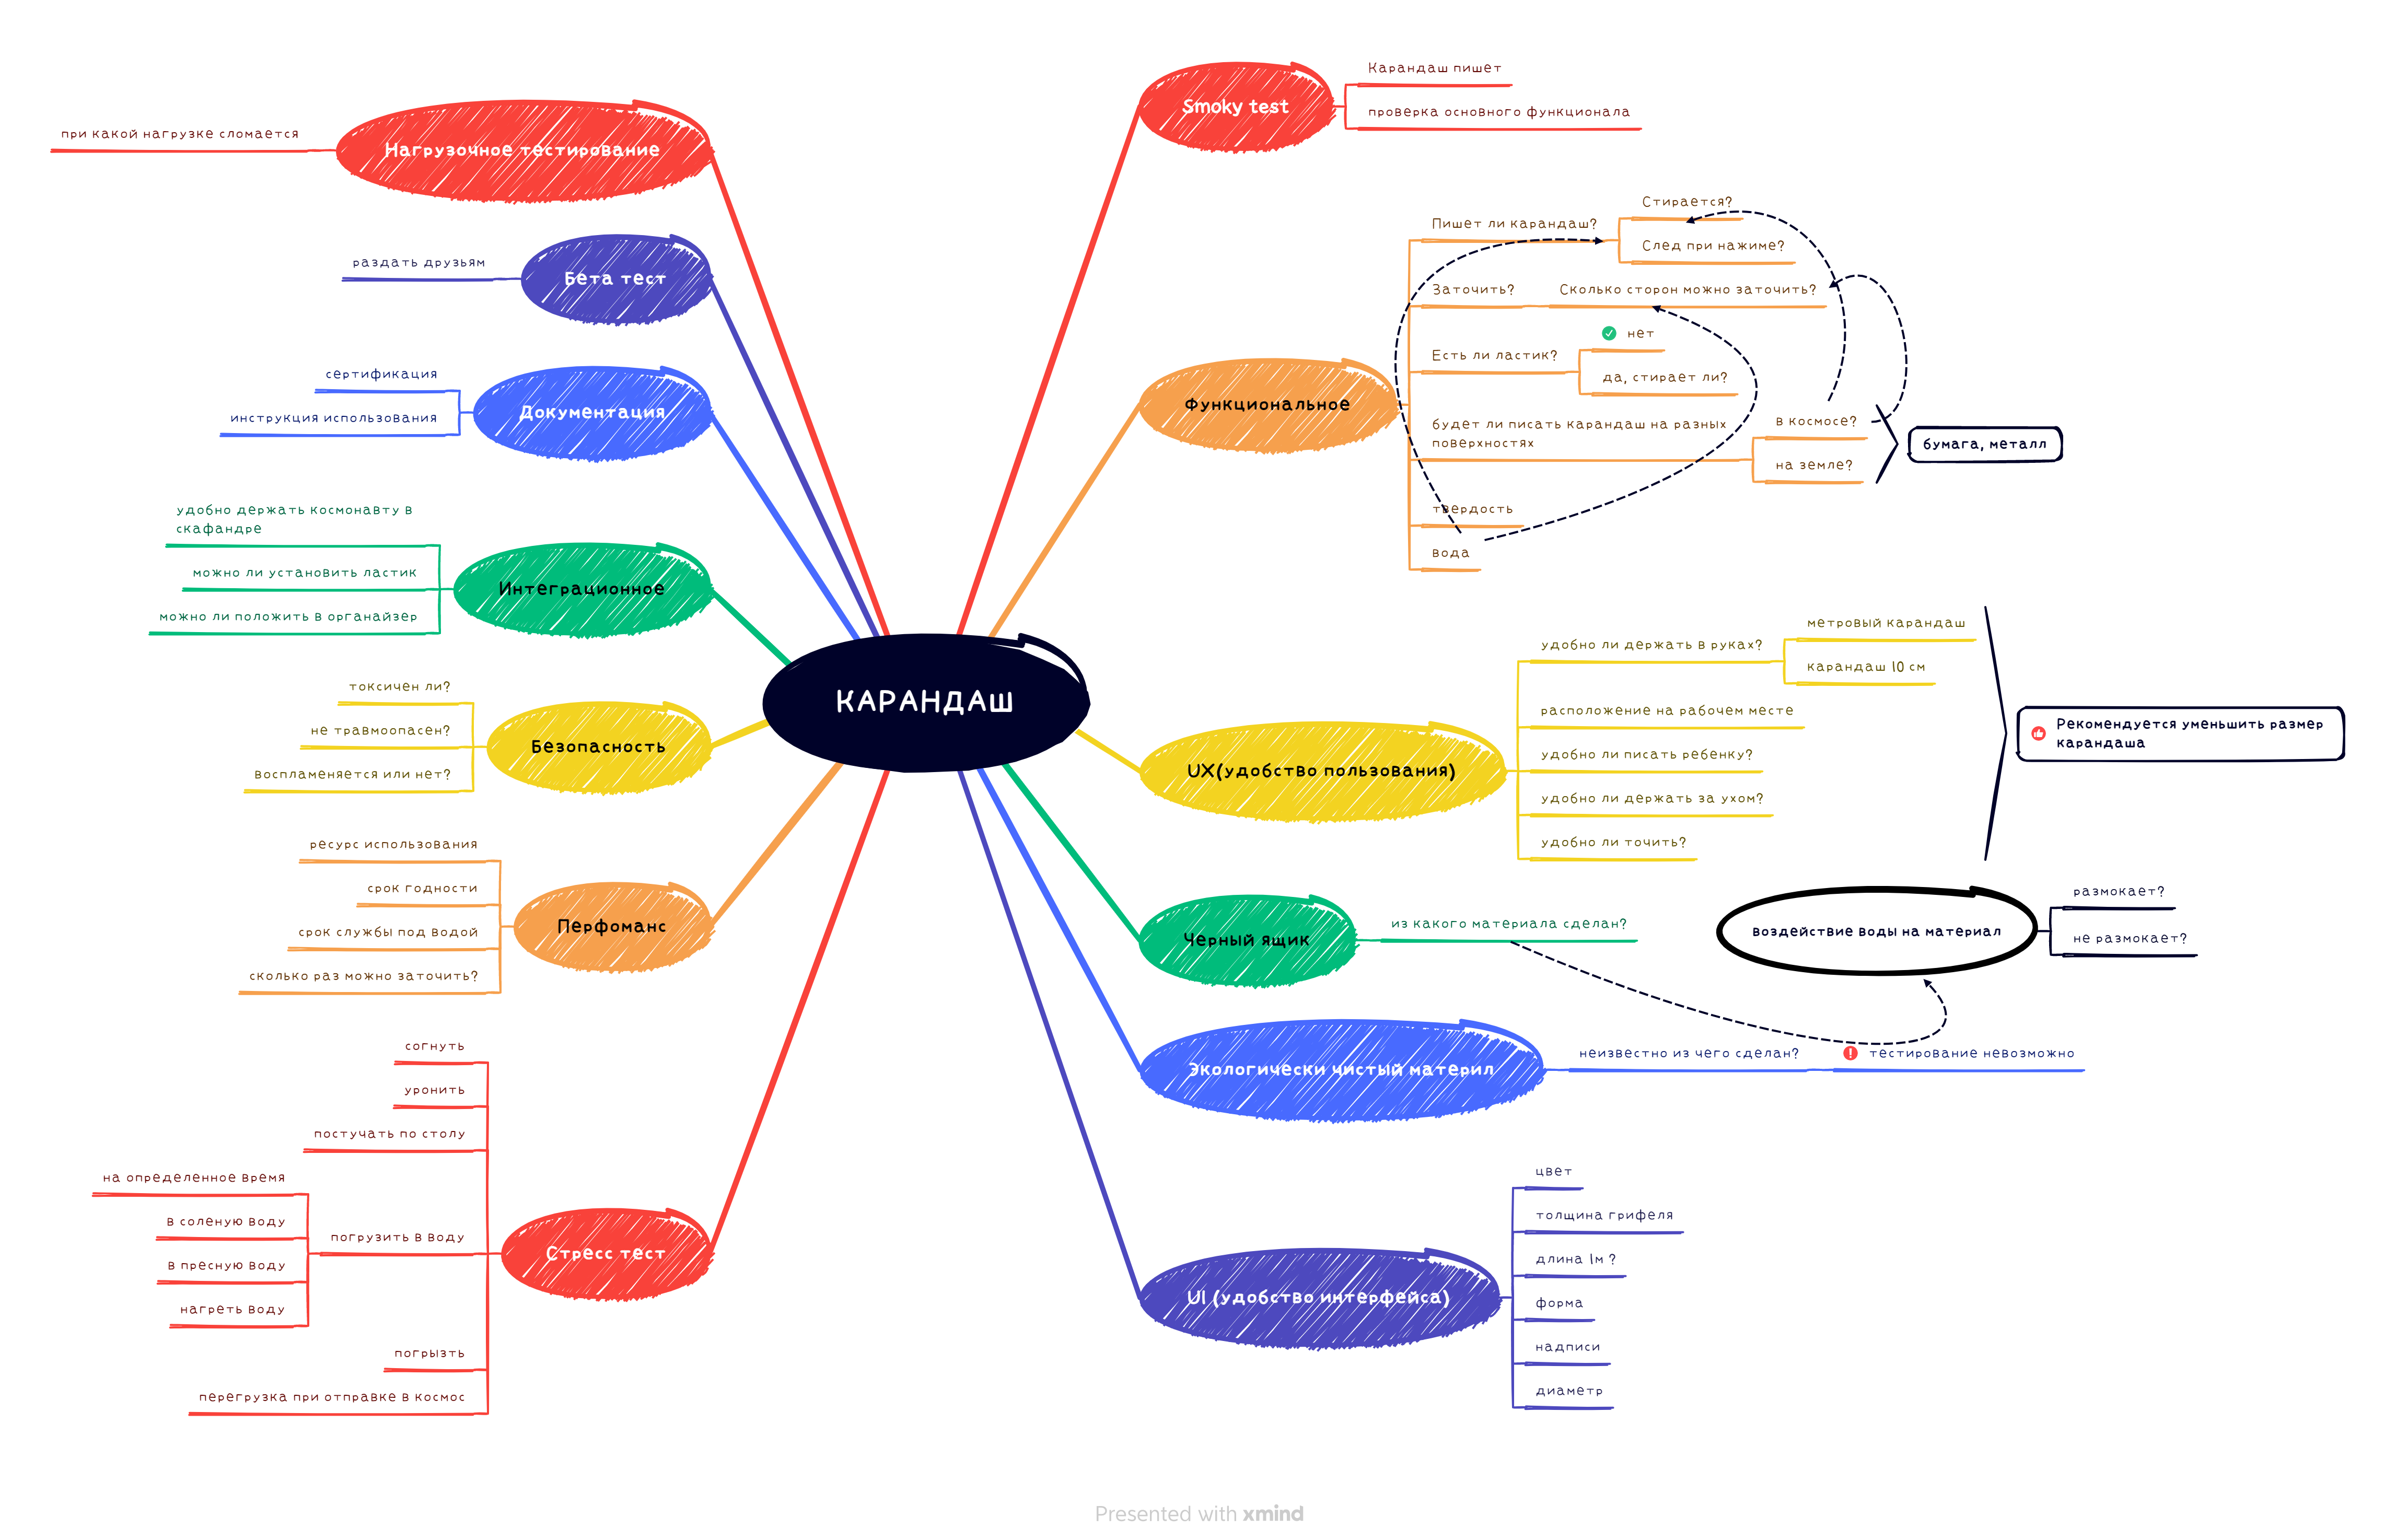 КАРАНДАШ
Smoky test
Карандаш пишет
проверка основного функционала
Функциональное
Пишет ли карандаш?
Стирается?
След при нажиме?
Заточить?
Сколько сторон можно заточить?
Есть ли ластик?
нет
да, стирает ли?
будет ли писать карандаш на разных
поверхностях
в космосе?
на земле?
бумага, металл
твердость
вода
UX(удобство пользования)
удобно ли держать в руках?
метровый карандаш
карандаш 10 см
расположение на рабочем месте
удобно ли писать ребенку?
удобно ли держать за ухом?
удобно ли точить?
Рекомендуется уменьшить размер
карандаша
Черный ящик
из какого материала сделан?
воздействие воды на материал
размокает?
не размокает?
Экологически чистый материл
неизвестно из чего сделан?
тестирование невозможно
UI (удобство интерфейса)
цвет
толщина грифеля
длина 1м ?
форма
надписи
диаметр
Нагрузочное тестирование
при какой нагрузке сломается
Бета тест
раздать друзьям
Документация
сертификация
инструкция использования
Интеграционное
удобно держать космонавту в
скафандре
можно ли установить ластик
можно ли положить в органайзер
Безопасность
токсичен ли?
не травмоопасен?
воспламеняется или нет?
Перфоманс
ресурс использования
срок годности
срок службы под водой
сколько раз можно заточить?
Стресс тест
согнуть
уронить
постучать по столу
погрузить в воду
на определенное время
в соленую воду
в пресную воду
нагреть воду
погрызть
перегрузка при отправке в космос
Presented with xmind